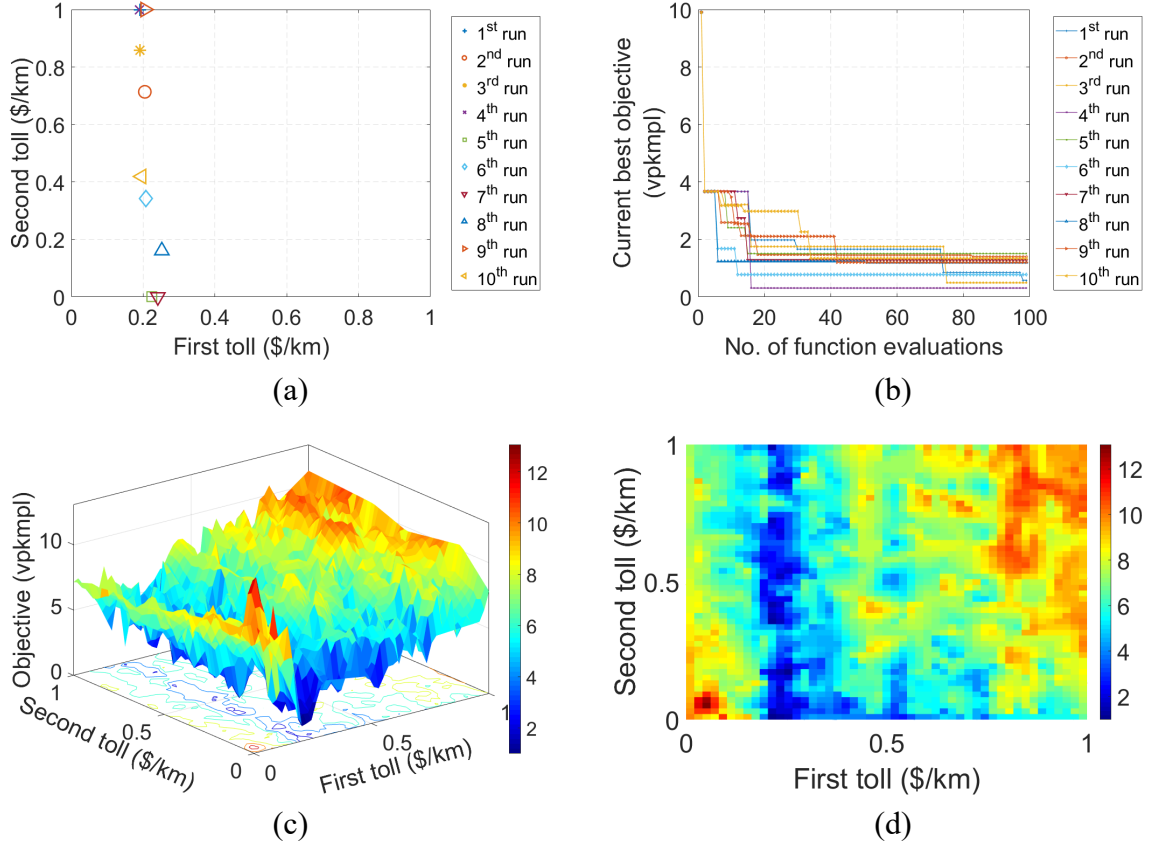 Second toll ($/km)
1
0.8
0.6
0.4
0.2
0
0
0.2
0.4
0.6
0.8
1
First toll ($/km)
1st run
2nd run
3rd run
4th run
5th run
6th run
7th run
8th run
9th run
10th run
(a)
Current best objective
(vpkmpl)
10
8
6
4
2
0
0
20
40
60
80
100
No. of function evaluations
1st run
2nd run
3rd run
4th run
5th run
6th run
7th run
8th run
9th run
10th run
(b)
Objective (vpkmpl)
10
5
0
1
0.5
0
Second toll ($/km)
0
0.5
1
First toll ($/km)
12
10
8
6
4
2
(c)
Second toll ($/km)
1
0.5
0
0
0.5
1
First toll ($/km)
12
10
8
6
4
2
(d)